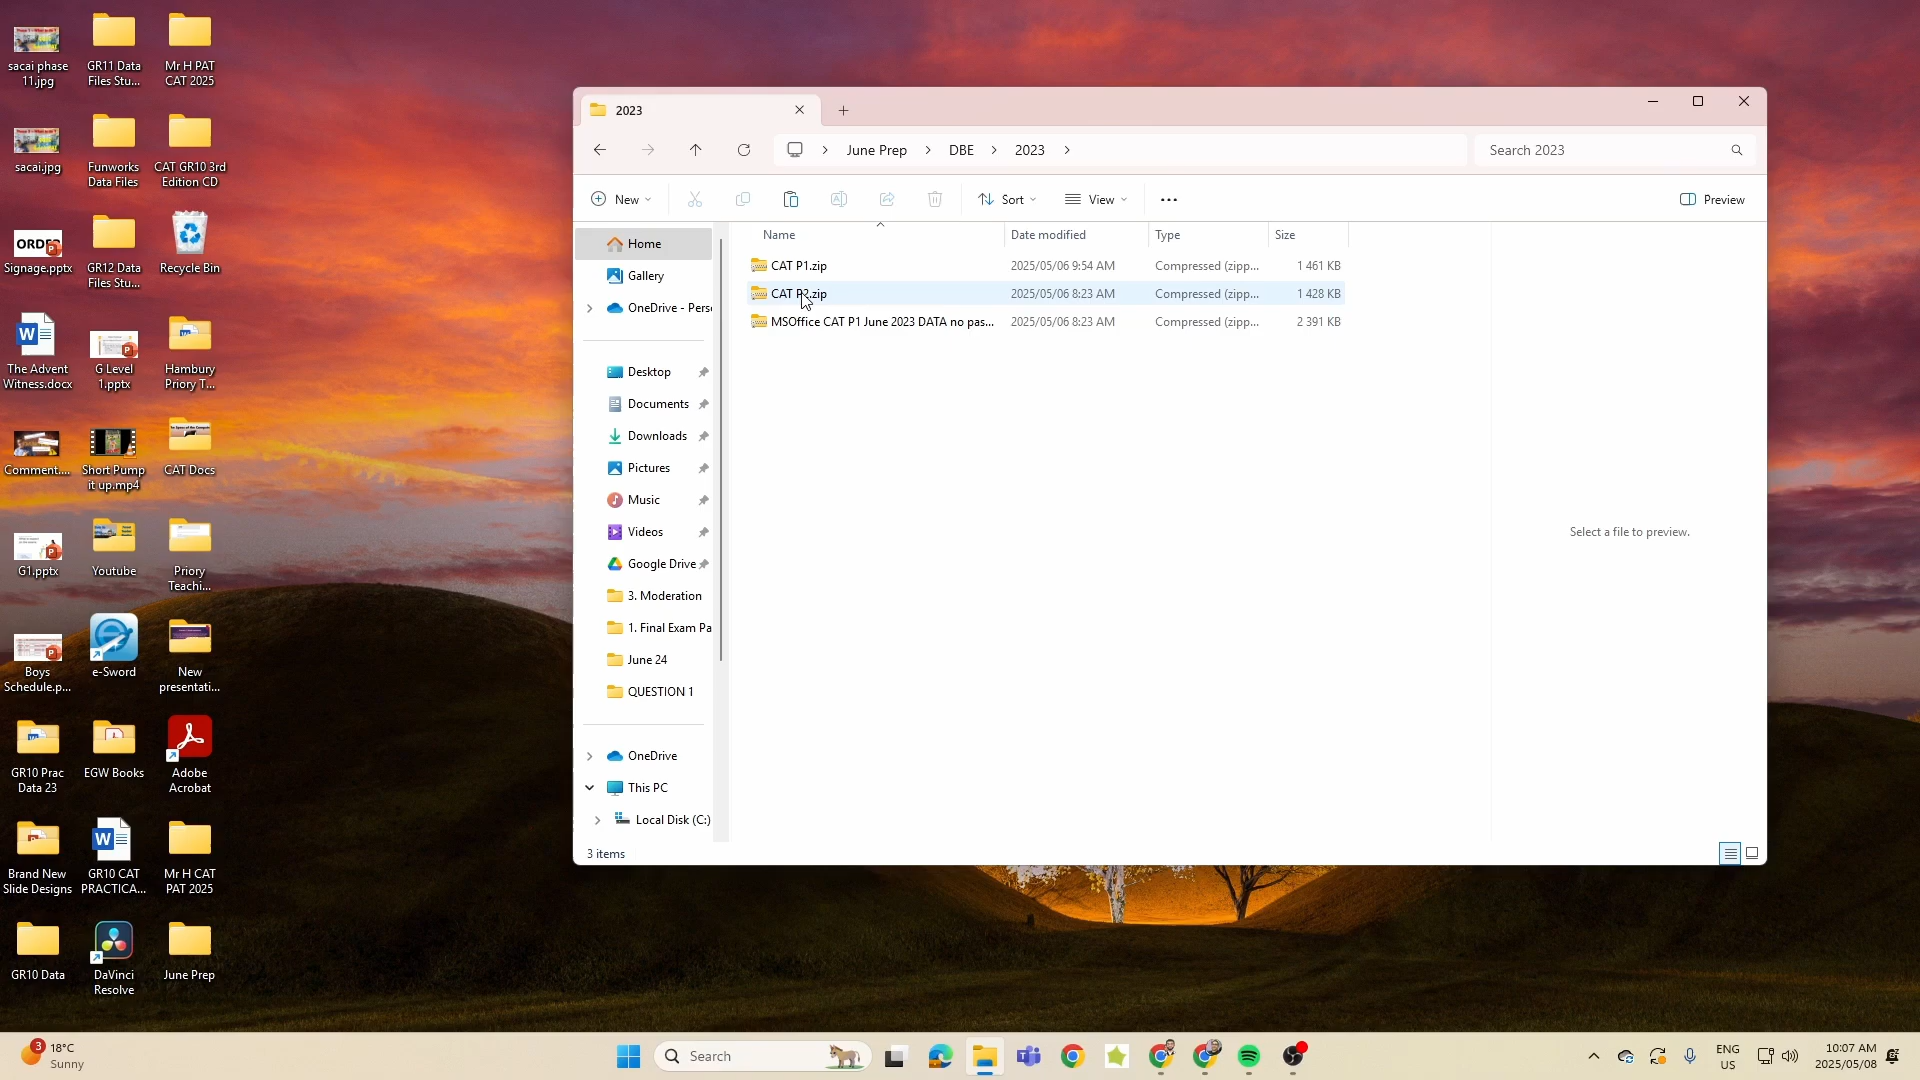 sacai phase
11.jpg
GR11 Data
Files Stu...
Mr H PAT
CAT 2025
sacai.jpg
Funworks
Data Files
CAT GR10 3rd
Edition CD
Signage.pptx
GR12 Data
Files Stu...
Recycle Bin
The Advent
Witness.docx
G Level
1.pptx
Hambury
Priory T...
Comment....
Short Pump
it up.mp4
CAT Docs
G1.pptx
Youtube
Priory
Teachi...
Boys
Schedule.p...
e-Sword
New
presentati...
GR10 Prac
Data 23
EGW Books
Adobe
Acrobat
Brand New
Slide Designs
GR10 CAT
PRACTICA...
Mr H CAT
PAT 2025
GR10 Data
DaVinci
Resolve
June Prep
2023
June Prep
DBE
2023
Search 2023
New
Sort
View
Preview
Home
Gallery
OneDrive - Perso
Desktop
Documents
Downloads
Pictures
Music
Videos
Google Drive
3. Moderation
1. Final Exam Pa
June 24
QUESTION 1
OneDrive
This PC
Local Disk (C:)
Name Date modified Type Size
CAT P1.zip 2025/05/06 9:54 AM Compressed (zipp... 1 461 KB
CAT P2.zip 2025/05/06 8:23 AM Compressed (zipp... 1 428 KB
MSOffice CAT P1 June 2023 DATA no pas... 2025/05/06 8:23 AM Compressed (zipp... 2 391 KB
Select a file to preview.
3 items
3
18°C
Sunny
Search
ENG
US
10:07 AM
2025/05/08